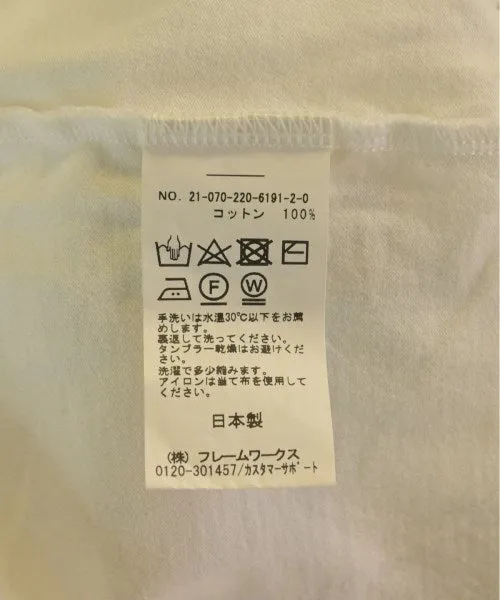 NO. 21-070-220-6191-2-0
コットン 100%
F W
手洗いは水温30℃以下をお薦
めします。
裏返して洗ってください。
タンブラー乾燥はお避けくださ
い。
洗濯で多少縮みます。
アイロンは当て布を使用して
ください。
日本製
(株) フレームワークス
0120-301457/カスタマーサポート